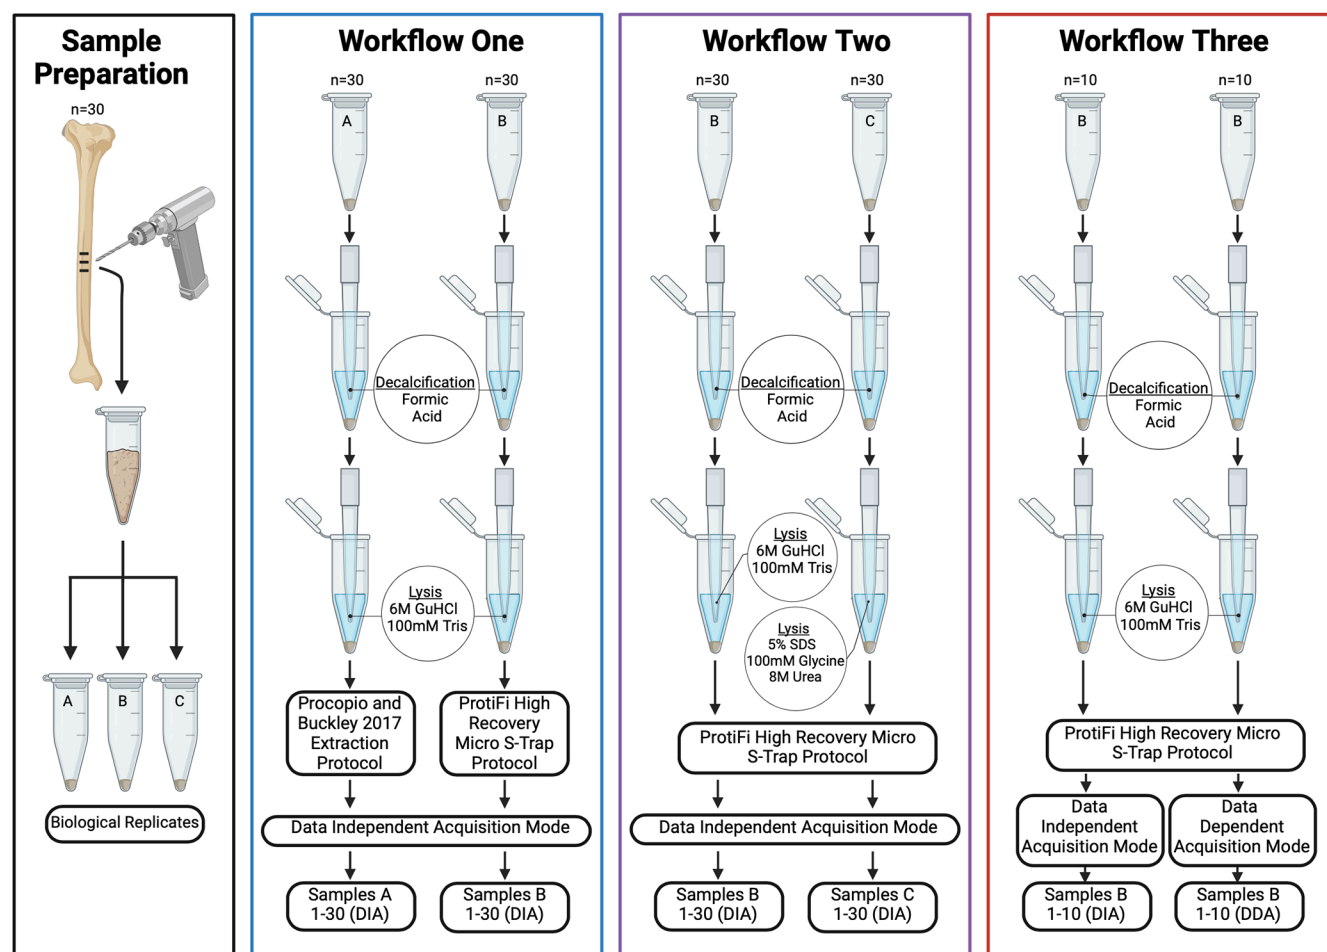 Sample
Preparation
n=30
A
B
C
Biological Replicates
Workflow One
n=30
n=30
A
B
Decalcification
Formic
Acid
Lysis
6M GuHCl
100mM Tris
Procopio and
Buckley 2017
Extraction
Protocol
ProtiFi High
Recovery
Micro S-Trap
Protocol
Data Independent Acquisition Mode
Samples A
1-30 (DIA)
Samples B
1-30 (DIA)
Workflow Two
n=30
n=30
B
C
Decalcification
Formic
Acid
Lysis
6M GuHCl
100mM Tris
Lysis
5% SDS
100mM Glycine
8M Urea
ProtiFi High Recovery Micro
S-Trap Protocol
Data Independent Acquisition Mode
Samples B
1-30 (DIA)
Samples C
1-30 (DIA)
Workflow Three
n=10
n=10
B
B
Decalcification
Formic
Acid
Lysis
6M GuHCl
100mM Tris
ProtiFi High Recovery Micro
S-Trap Protocol
Data
Independent
Acquisition Mode
Data
Dependent
Acquisition Mode
Samples B
1-10 (DIA)
Samples B
1-10 (DDA)